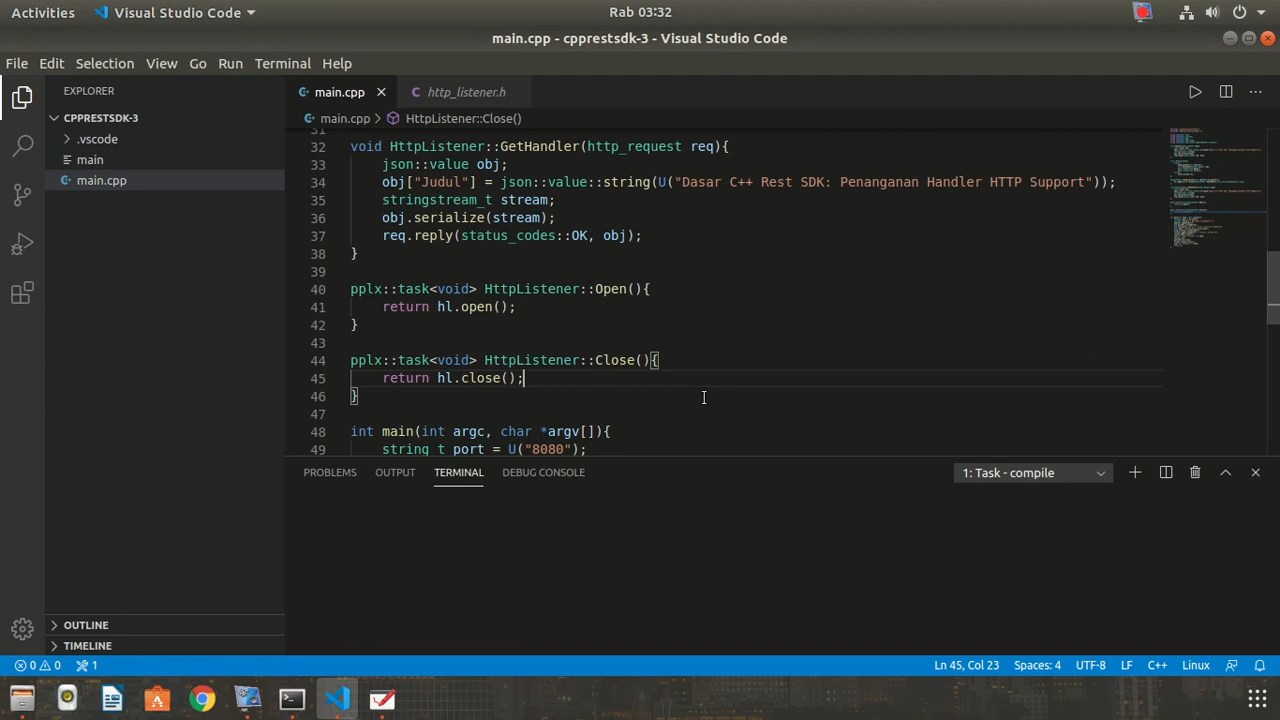 Activities Visual Studio Code Rab 03:32
main.cpp - cpprestsdk-3 - Visual Studio Code
File Edit Selection View Go Run Terminal Help
EXPLORER
CPPRESTSDK-3
.vscode
main
main.cpp
OUTLINE
TIMELINE
main.cpp http_listener.h
main.cpp > HttpListener::Close()
31
32 void HttpListener::GetHandler(http_request req){
33 json::value obj;
34 obj["Judul"] = json::value::string(U("Dasar C++ Rest SDK: Penanganan Handler HTTP Support"));
35 stringstream_t stream;
36 obj.serialize(stream);
37 req.reply(status_codes::OK, obj);
38 }
39
40 pplx::task<void> HttpListener::Open(){
41 return hl.open();
42 }
43
44 pplx::task<void> HttpListener::Close(){
45 return hl.close();
46 }
47
48 int main(int argc, char *argv[]){
49 string_t port = U("8080");
PROBLEMS OUTPUT TERMINAL DEBUG CONSOLE 1: Task - compile
0 0 1 Ln 45, Col 23 Spaces: 4 UTF-8 LF C++ Linux